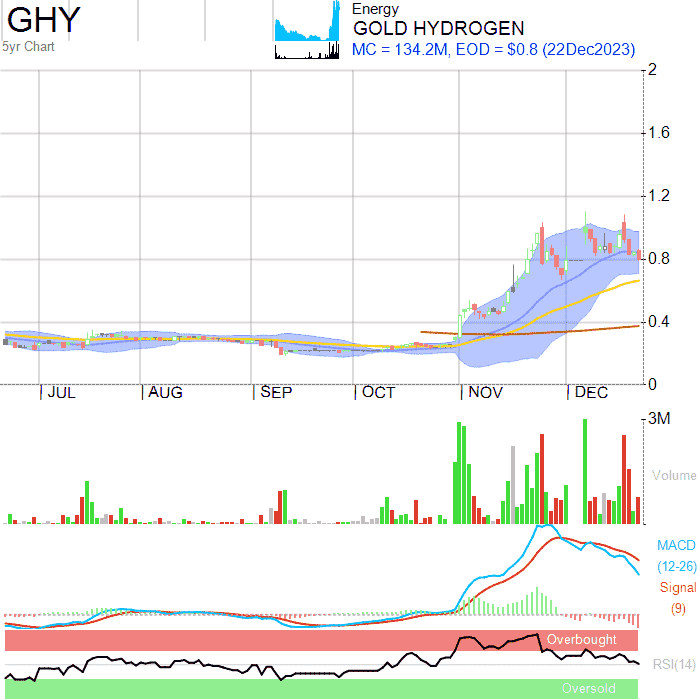 GHY
5yr Chart
Energy
GOLD HYDROGEN
MC = 134.2M, EOD = $0.8 (22Dec2023)
2
1.6
1.2
0.8
0.4
0
JUL AUG SEP OCT NOV DEC
3M
Volume
MACD
(12-26)
Signal
(9)
Overbought
RSI(14)
Oversold